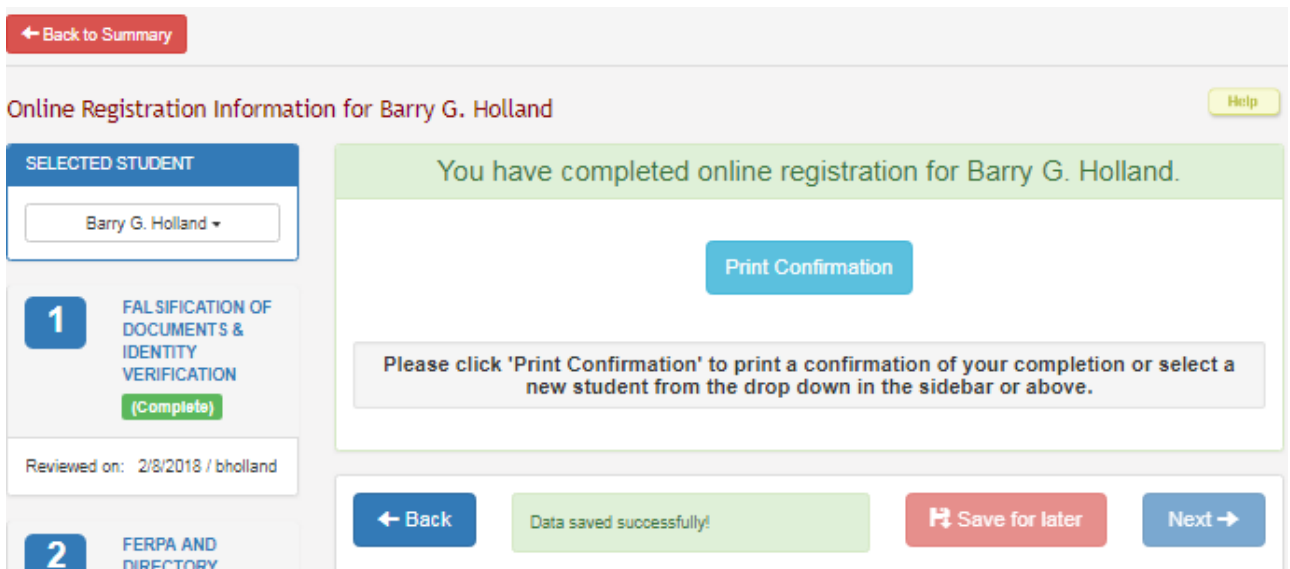 Back to Summary
Online Registration Information for Barry G. Holland
Help
SELECTED STUDENT
Barry G. Holland
1
FALSIFICATION OF
DOCUMENTS &
IDENTITY
VERIFICATION
(Complete)
Reviewed on: 2/8/2018 / bholland
2
FERPA AND
DIRECTORY
You have completed online registration for Barry G. Holland.
Print Confirmation
Please click 'Print Confirmation' to print a confirmation of your completion or select a
new student from the drop down in the sidebar or above.
Back
Data saved successfully!
Save for later
Next